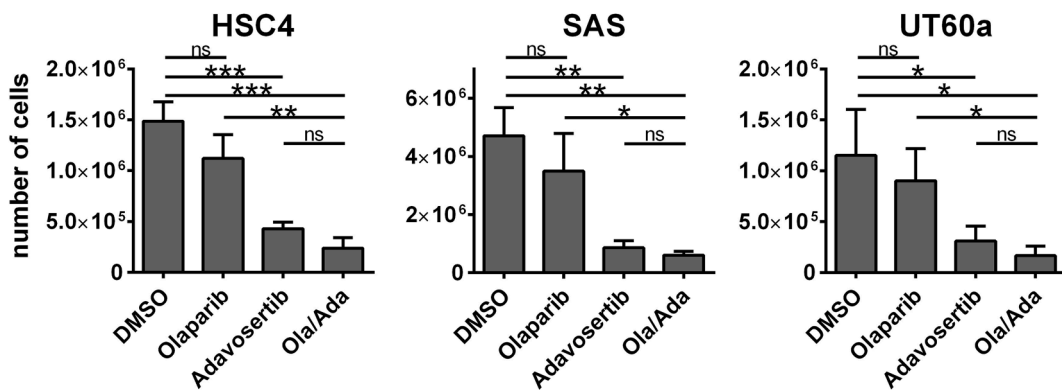 HSC4
ns
***
***
**
ns
number of cells
2.0×10⁶
1.5×10⁶
1.0×10⁶
5.0×10⁵
0
DMSO
Olaparib
Adavosertib
Ola/Ada
SAS
ns
**
**
*
ns
6×10⁶
4×10⁶
2×10⁶
0
DMSO
Olaparib
Adavosertib
Ola/Ada
UT60a
ns
*
*
*
ns
2.0×10⁶
1.5×10⁶
1.0×10⁶
5.0×10⁵
0
DMSO
Olaparib
Adavosertib
Ola/Ada